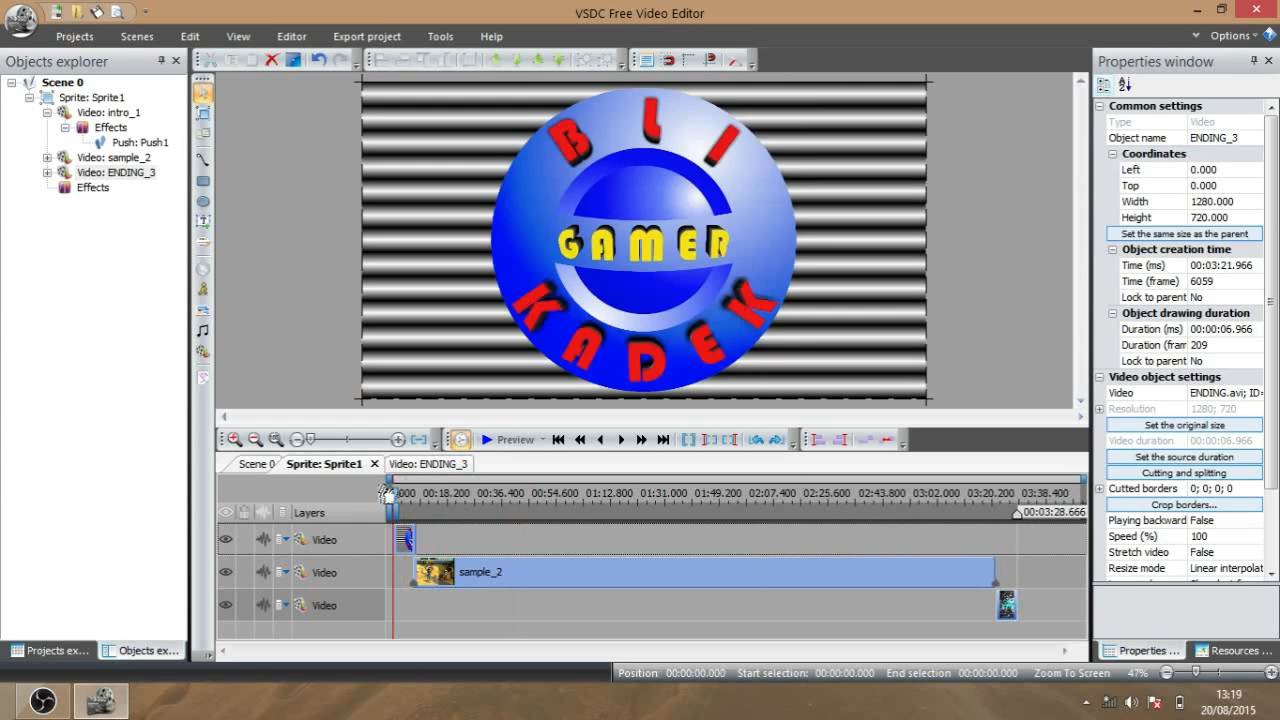 VSDC Free Video Editor
Projects Scenes Edit View Editor Export project Tools Help
Options
Objects explorer
Scene 0
Sprite: Sprite1
Video: intro_1
Effects
Push: Push1
Video: sample_2
Video: ENDING_3
Effects
Projects ex... Objects ex...
BLI
GAMER
KADEK
Preview
Scene 0 Sprite: Sprite1 Video: ENDING_3
000 00:18.200 00:36.400 00:54.600 01:12.800 01:31.000 01:49.200 02:07.400 02:25.600 02:43.800 03:02.000 03:20.200 03:38.400
Layers
00:03:28.666
Video
Video sample_2
Video
Properties window
Common settings
Type Video
Object name ENDING_3
Coordinates
Left 0.000
Top 0.000
Width 1280.000
Height 720.000
Set the same size as the parent
Object creation time
Time (ms) 00:03:21.966
Time (frame) 6059
Lock to parent No
Object drawing duration
Duration (ms) 00:00:06.966
Duration (fram 209
Lock to parent No
Video object settings
Video ENDING.avi; ID=
Resolution 1280; 720
Set the original size
Video duration 00:00:06.966
Set the source duration
Cutting and splitting
Cutted borders 0; 0; 0; 0
Crop borders...
Playing backward False
Speed (%) 100
Stretch video False
Resize mode Linear interpolat
Properties ... Resources ...
Position 00:00:00.000 Start selection: 00:00:00.000 End selection 00:00:00.000 Zoom To Screen 47%
13:19
20/08/2015